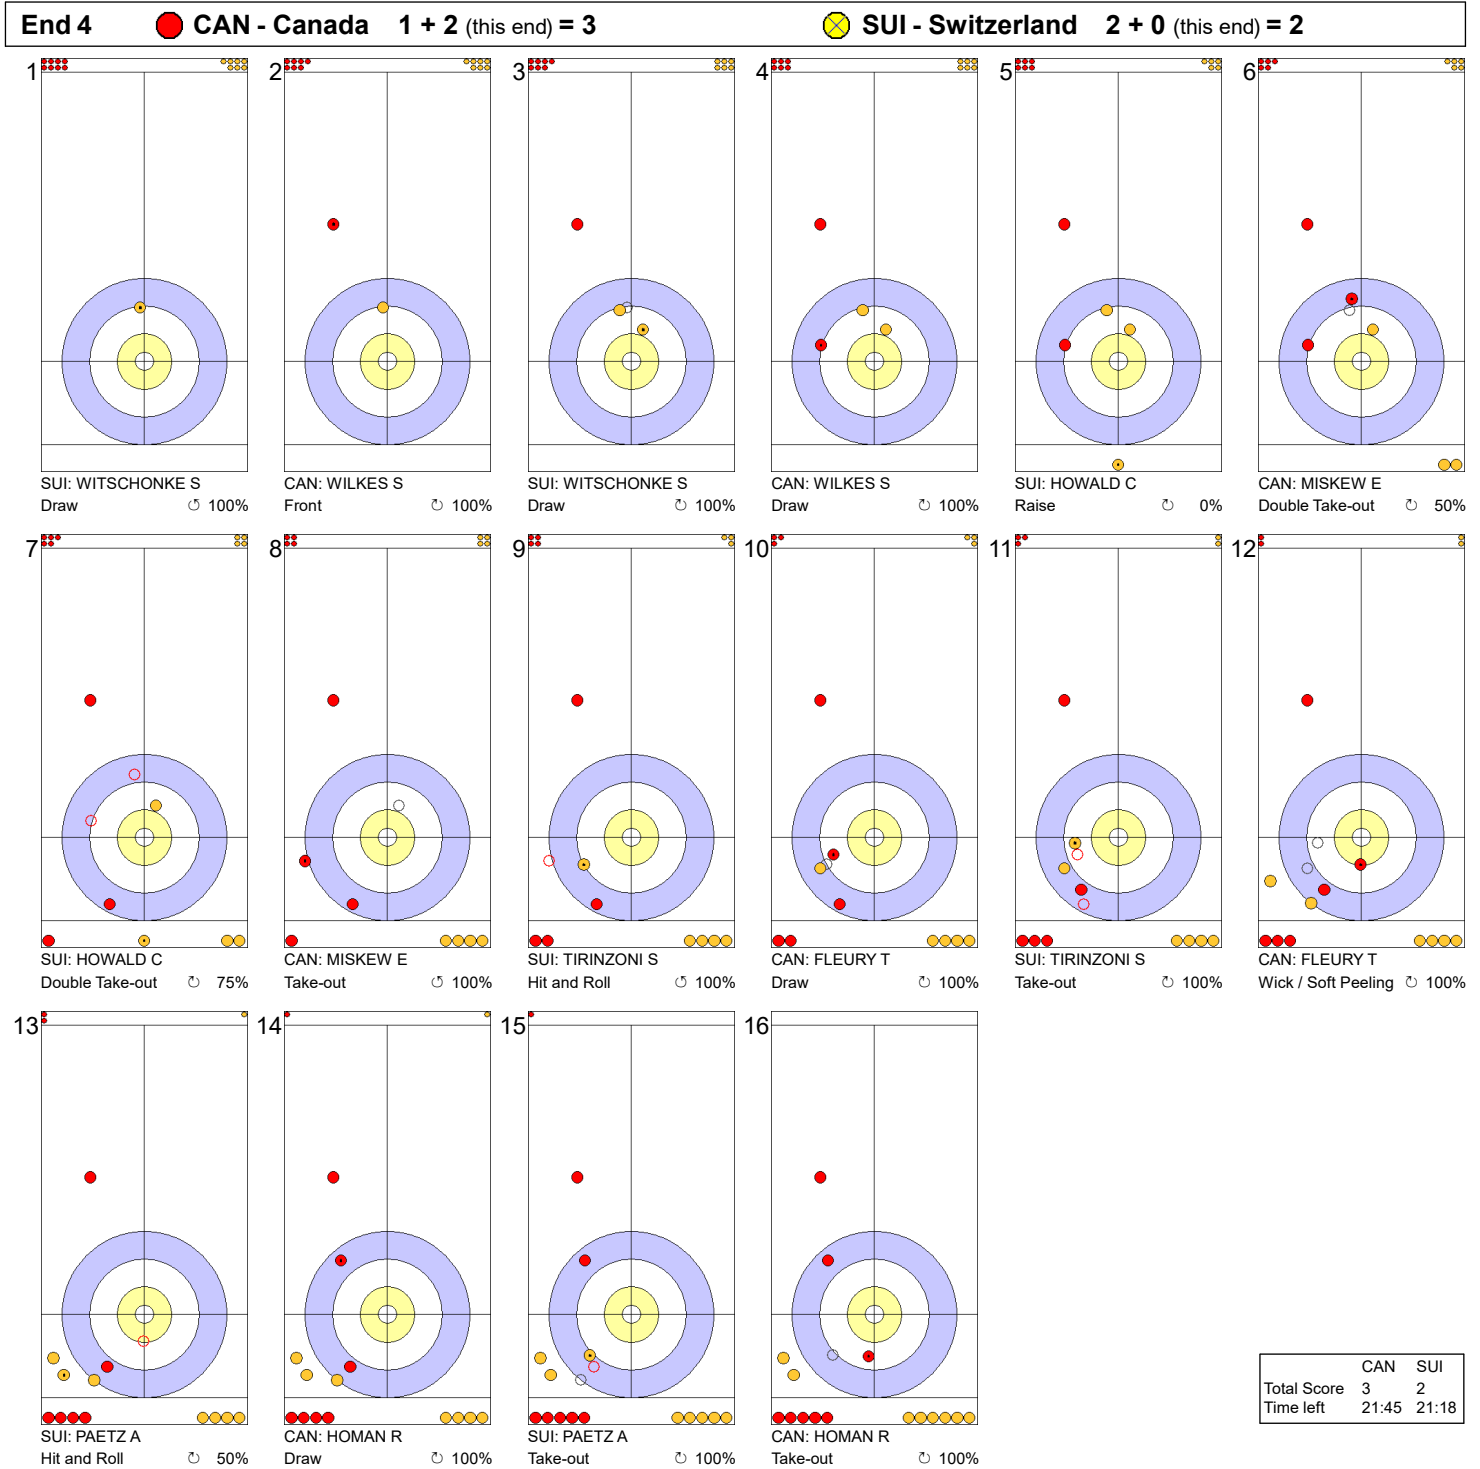 End 4 CAN - Canada 1 + 2 (this end) = 3 SUI - Switzerland 2 + 0 (this end) = 2
1 2 3 4 5 6
SUI: WITSCHONKE S CAN: WILKES S SUI: WITSCHONKE S CAN: WILKES S SUI: HOWALD C CAN: MISKEW E
Draw ↻ 100% Front ↻ 100% Draw ↺ 100% Draw ↺ 100% Raise ↻ 0% Double Take-out ↻ 50%
7 8 9 10 11 12
SUI: HOWALD C CAN: MISKEW E SUI: TIRINZONI S CAN: FLEURY T SUI: TIRINZONI S CAN: FLEURY T
Double Take-out ↻ 75% Take-out ↺ 100% Hit and Roll ↺ 100% Draw ↻ 100% Take-out ↺ 100% Wick / Soft Peeling ↻ 100%
13 14 15 16
SUI: PAETZ A CAN: HOMAN R SUI: PAETZ A CAN: HOMAN R
Hit and Roll ↻ 50% Draw ↻ 100% Take-out ↻ 100% Take-out ↻ 100%
CAN SUI
Total Score 3 2
Time left 21:45 21:18